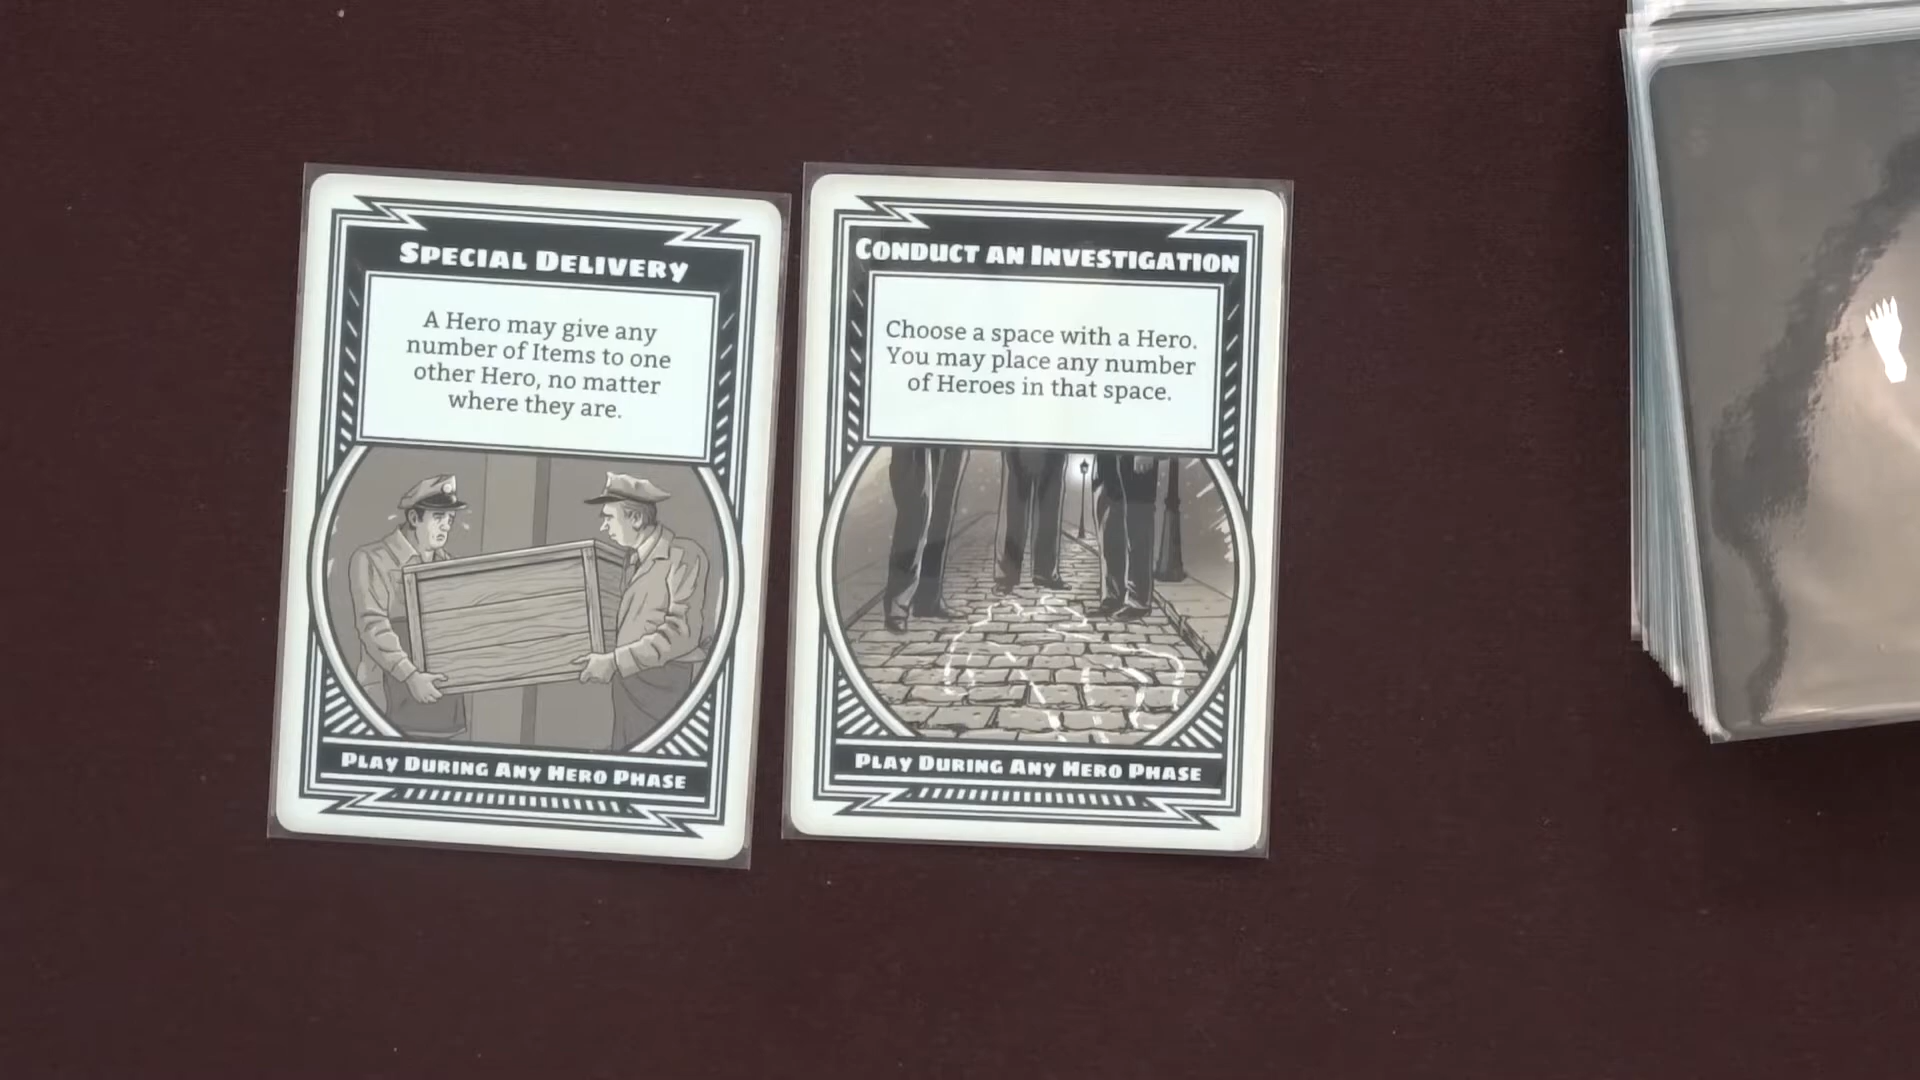 Special Delivery
A Hero may give any
number of Items to one
other Hero, no matter
where they are.
Play During Any Hero Phase
Conduct an Investigation
Choose a space with a Hero.
You may place any number
of Heroes in that space.
Play During Any Hero Phase